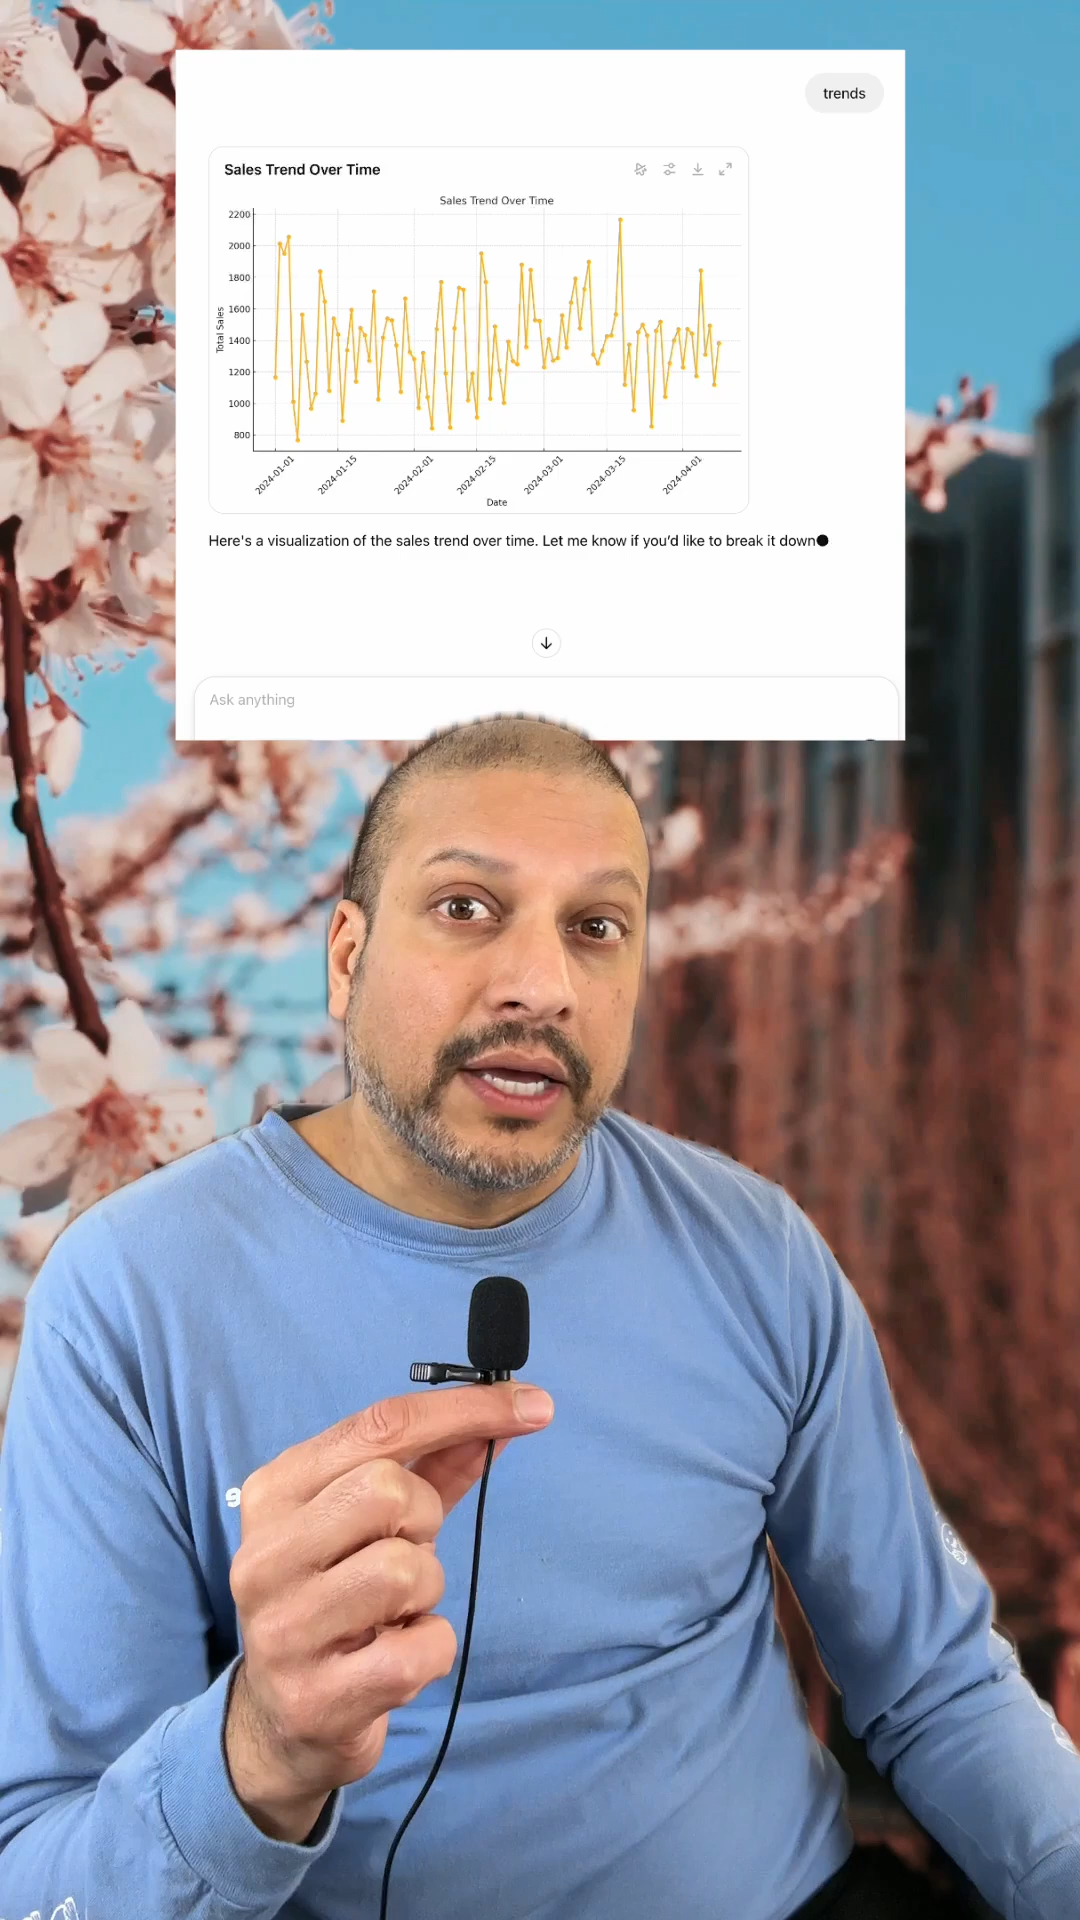 trends
Sales Trend Over Time
Sales Trend Over Time
2200
2000
1800
1600
1400
1200
1000
800
Total Sales
2024-01-01
2024-01-15
2024-02-01
2024-02-15
2024-03-01
2024-03-15
2024-04-01
Date
Here's a visualization of the sales trend over time. Let me know if you’d like to break it down
Ask anything